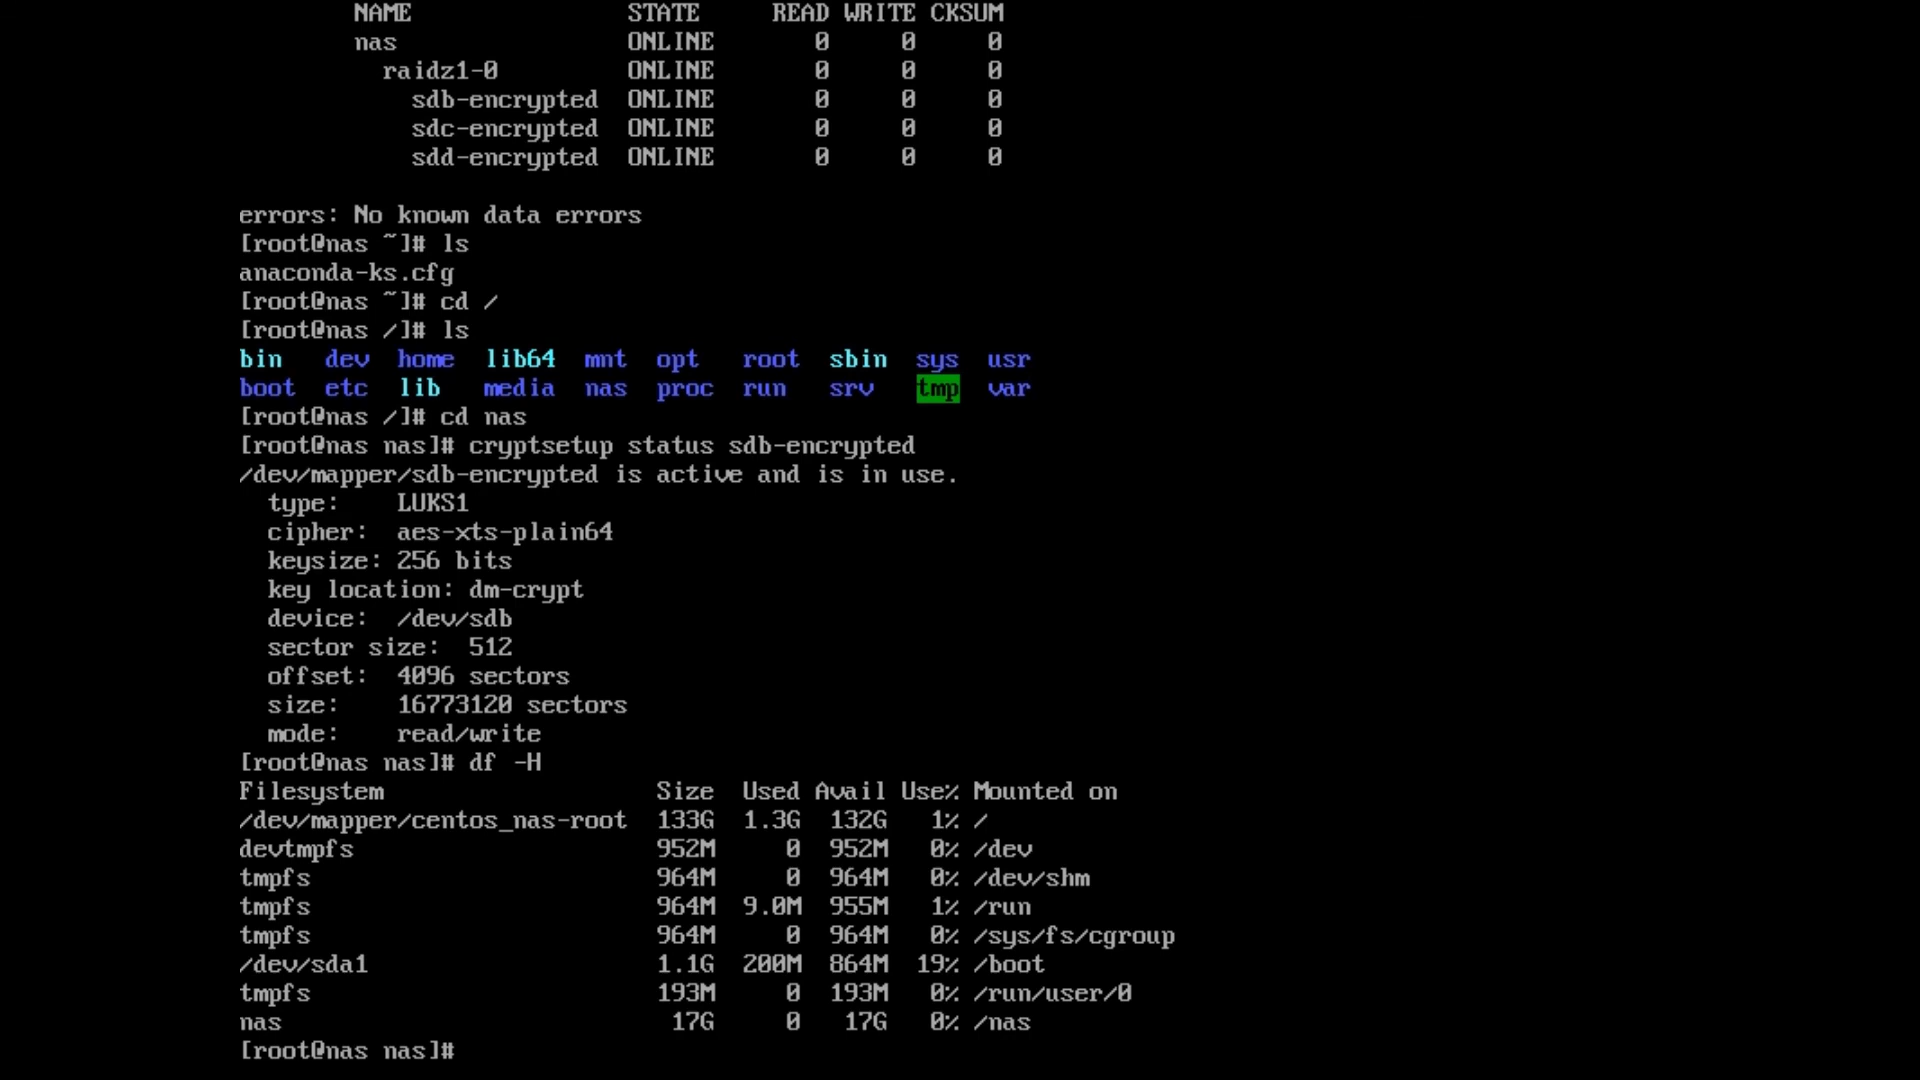 NAME STATE READ WRITE CKSUM
nas ONLINE 0 0 0
raidz1-0 ONLINE 0 0 0
sdb-encrypted ONLINE 0 0 0
sdc-encrypted ONLINE 0 0 0
sdd-encrypted ONLINE 0 0 0
errors: No known data errors
[root@nas ~]# ls
anaconda-ks.cfg
[root@nas ~]# cd /
[root@nas /]# ls
bin dev home lib64 mnt opt root sbin sys usr
boot etc lib media nas proc run srv tmp var
[root@nas /]# cd nas
[root@nas nas]# cryptsetup status sdb-encrypted
/dev/mapper/sdb-encrypted is active and is in use.
type: LUKS1
cipher: aes-xts-plain64
keysize: 256 bits
key location: dm-crypt
device: /dev/sdb
sector size: 512
offset: 4096 sectors
size: 16773120 sectors
mode: read/write
[root@nas nas]# df -H
Filesystem Size Used Avail Use% Mounted on
/dev/mapper/centos_nas-root 133G 1.3G 132G 1% /
devtmpfs 952M 0 952M 0% /dev
tmpfs 964M 0 964M 0% /dev/shm
tmpfs 964M 9.0M 955M 1% /run
tmpfs 964M 0 964M 0% /sys/fs/cgroup
/dev/sda1 1.1G 200M 864M 19% /boot
tmpfs 193M 0 193M 0% /run/user/0
nas 17G 0 17G 0% /nas
[root@nas nas]#